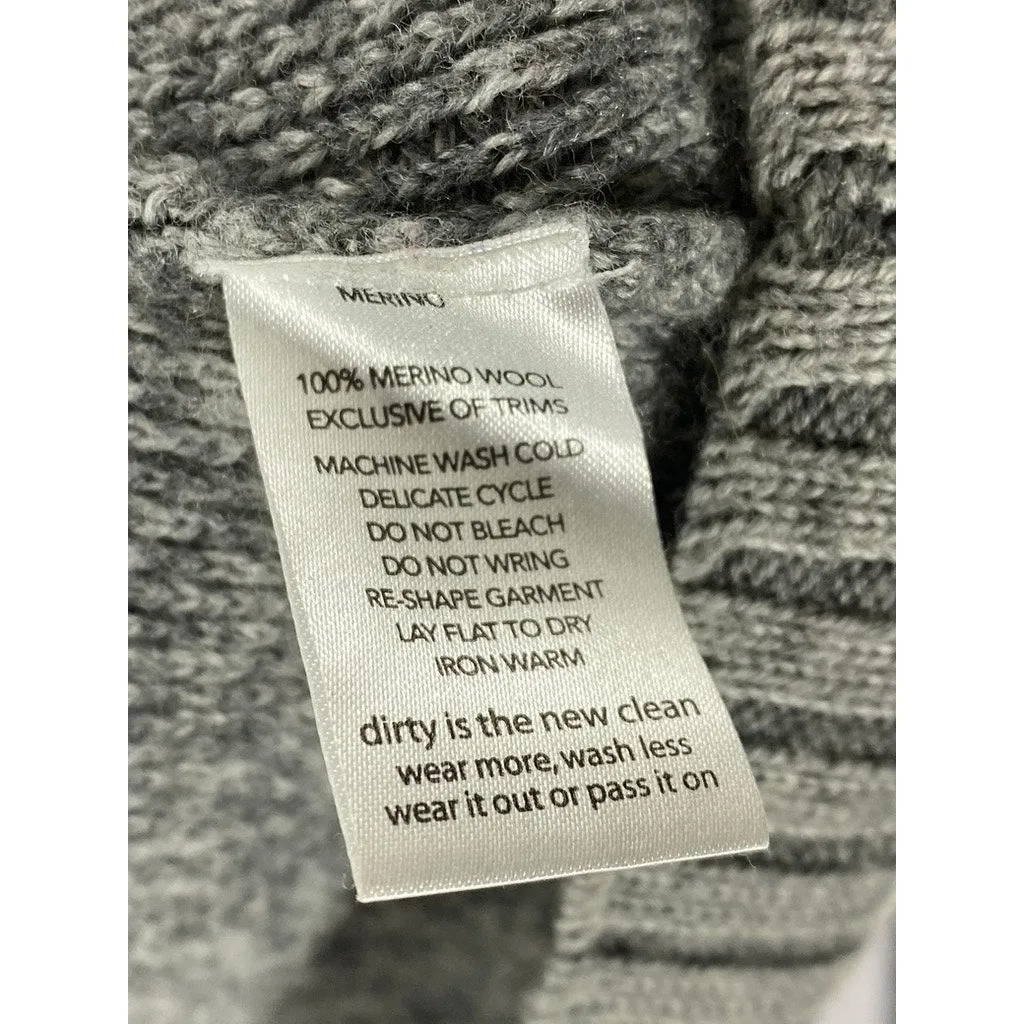 MERINO
100% MERINO WOOL
EXCLUSIVE OF TRIMS
MACHINE WASH COLD
DELICATE CYCLE
DO NOT BLEACH
DO NOT WRING
RE-SHAPE GARMENT
LAY FLAT TO DRY
IRON WARM
dirty is the new clean
wear more, wash less
wear it out or pass it on